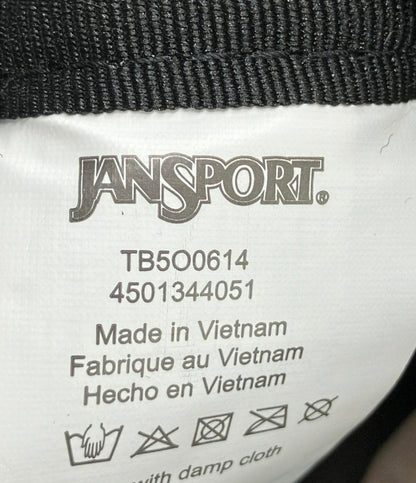 JANSPORT®
TB5O0614
4501344051
Made in Vietnam
Fabrique au Vietnam
Hecho en Vietnam
with damp cloth